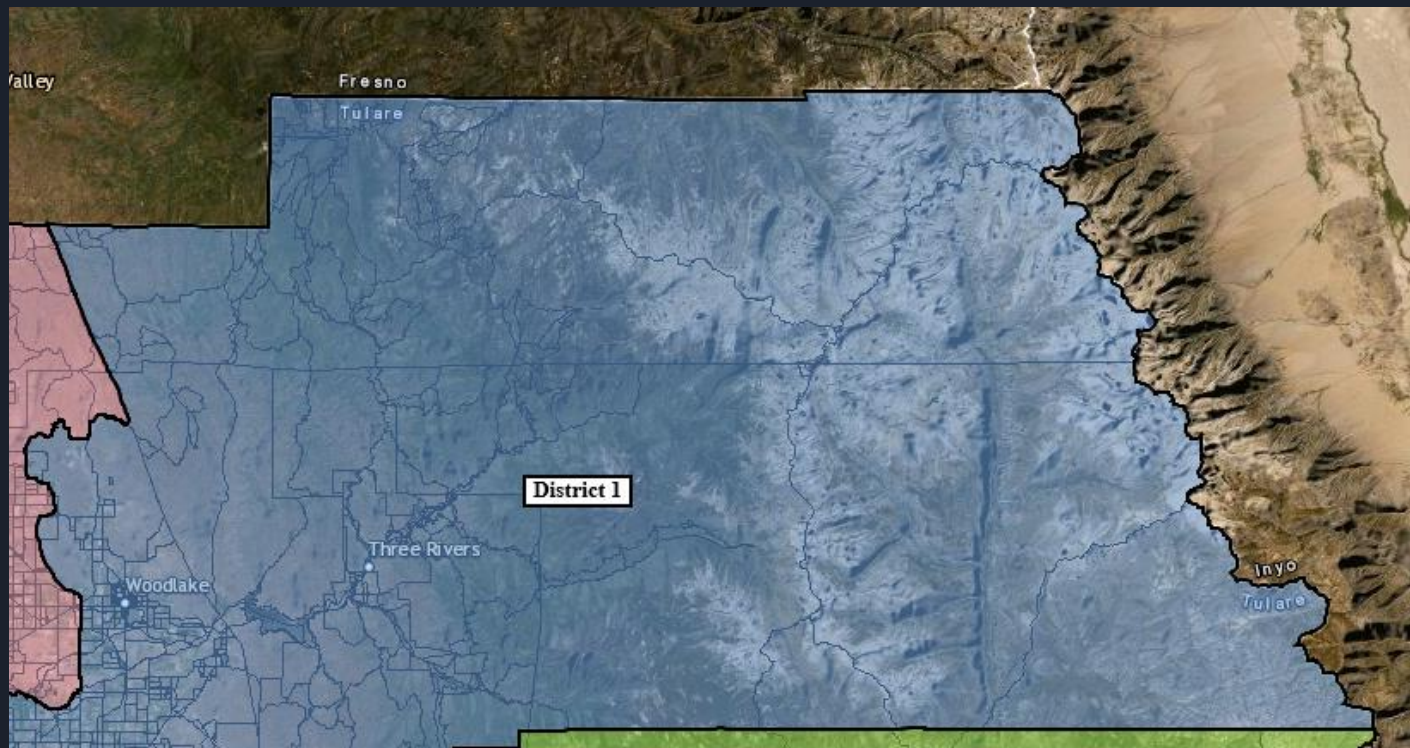 Valley
Fresno
Tulare
District 1
Three Rivers
Woodlake
Inyo
Tulare